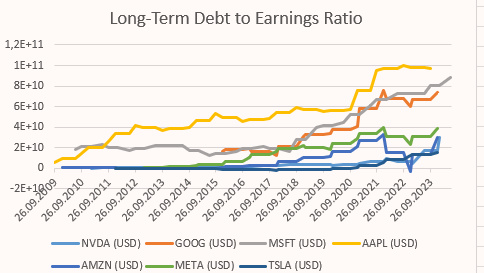 Long-Term Debt to Earnings Ratio
1,2E+11
1E+11
8E+10
6E+10
4E+10
2E+10
0
-2E+10
26.09.2009
26.09.2010
26.09.2011
26.09.2012
26.09.2013
26.09.2014
26.09.2015
26.09.2016
26.09.2017
26.09.2018
26.09.2019
26.09.2020
26.09.2021
26.09.2022
26.09.2023
NVDA (USD) GOOG (USD) MSFT (USD) AAPL (USD)
AMZN (USD) META (USD) TSLA (USD)